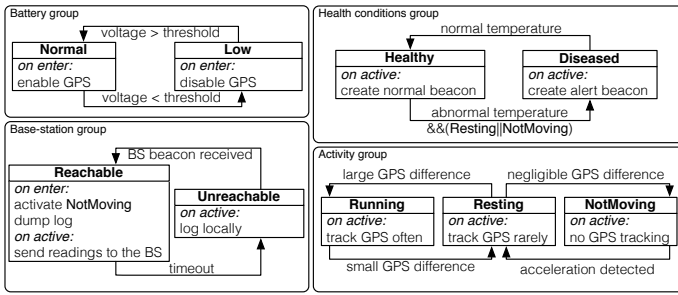 Battery group
voltage > threshold
Normal
on enter:
enable GPS
Low
on enter:
disable GPS
voltage < threshold
Base-station group
BS beacon received
Reachable
on enter:
activate NotMoving
dump log
on active:
send readings to the BS
Unreachable
on active:
log locally
timeout
Health conditions group
normal temperature
Healthy
on active:
create normal beacon
Diseased
on active:
create alert beacon
abnormal temperature
&&(Resting||NotMoving)
Activity group
large GPS difference
negligible GPS difference
Running
on active:
track GPS often
Resting
on active:
track GPS rarely
NotMoving
on active:
no GPS tracking
small GPS difference
acceleration detected